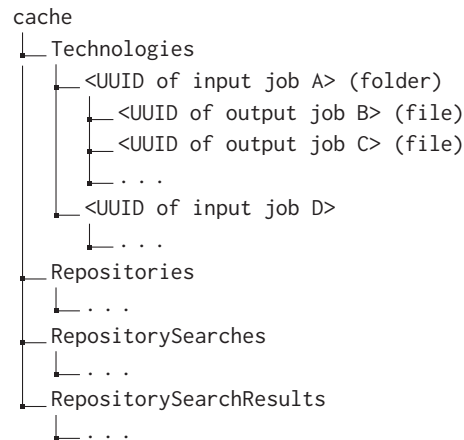 cache
Technologies
<UUID of input job A> (folder)
<UUID of output job B> (file)
<UUID of output job C> (file)
...
<UUID of input job D>
...
Repositories
...
RepositorySearches
...
RepositorySearchResults
...